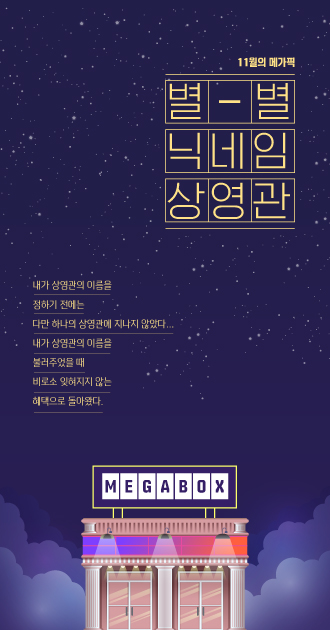 11월의 메가픽
별-별
닉네임
상영관
내가 상영관의 이름을
정하기 전에는
다만 하나의 상영관에 지나지 않았다...
내가 상영관의 이름을
불러주었을 때
비로소 잊혀지지 않는
혜택으로 돌아왔다.
MEGABOX